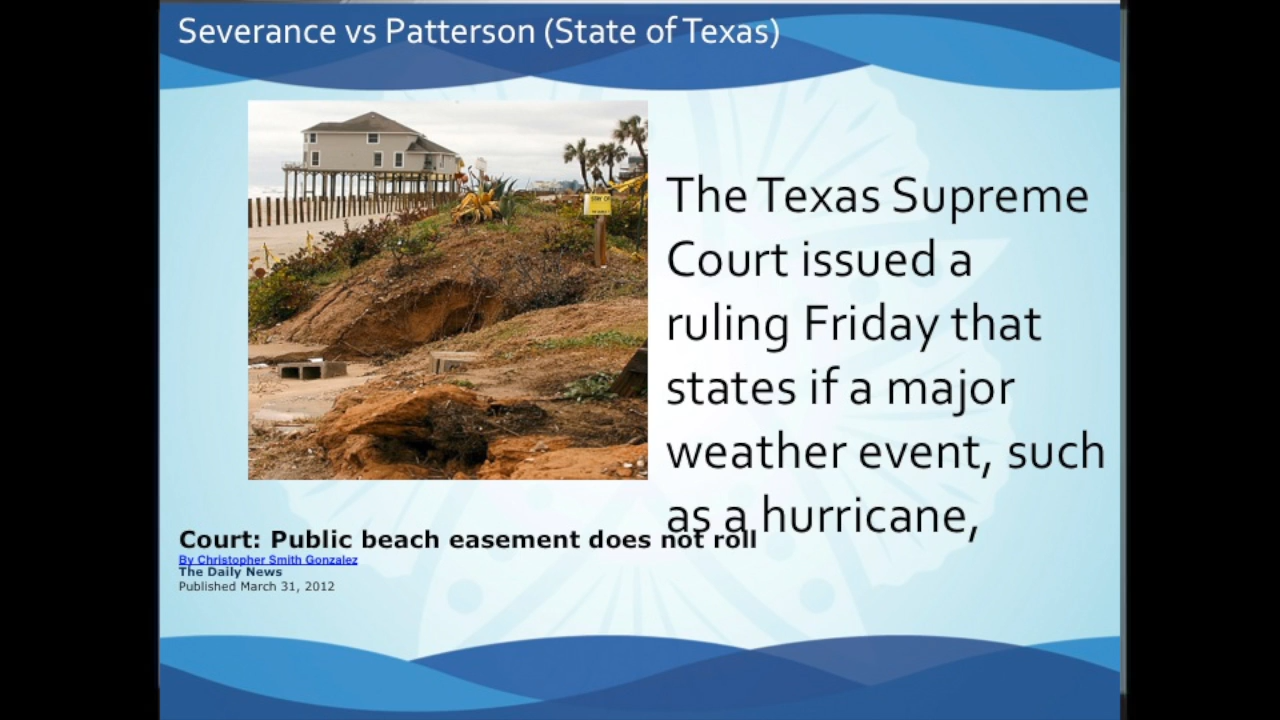 Severance vs Patterson (State of Texas)
The Texas Supreme
Court issued a
ruling Friday that
states if a major
weather event, such
as a hurricane,
Court: Public beach easement does not roll
By Christopher Smith Gonzalez
The Daily News
Published March 31, 2012